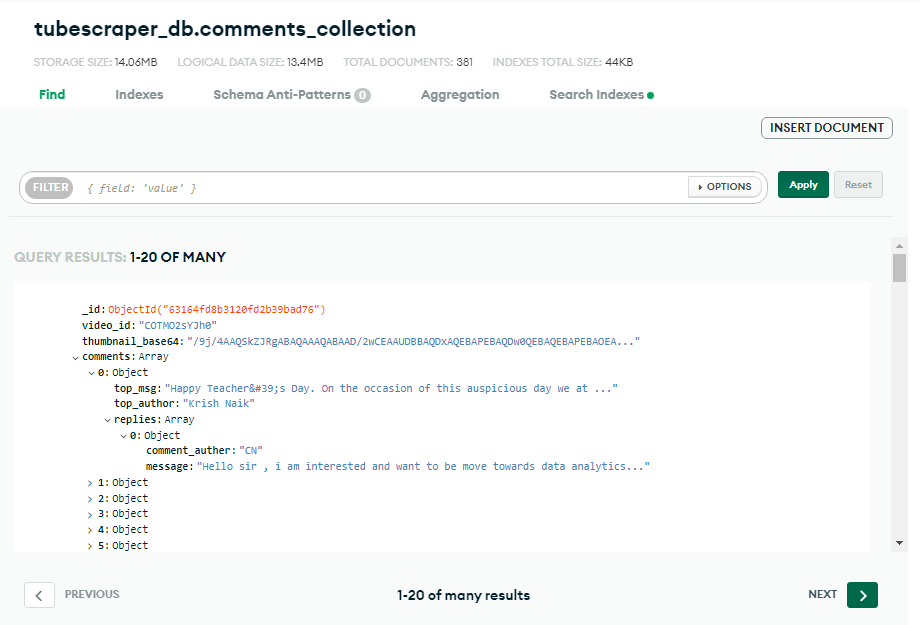 tubescraper_db.comments_collection
STORAGE SIZE: 14.06MB LOGICAL DATA SIZE: 13.4MB TOTAL DOCUMENTS: 381 INDEXES TOTAL SIZE: 44KB
Find Indexes Schema Anti-Patterns 0 Aggregation Search Indexes
INSERT DOCUMENT
FILTER { field: 'value' } OPTIONS Apply Reset
QUERY RESULTS: 1-20 OF MANY
_id: ObjectId("63164fd8b3120fd2b39bad76")
video_id: "COTMO2sYJh0"
thumbnail_base64: "/9j/4AAQSkZJRgABAQAAAQABAAD/2wCEAAUDBBAQDxAQEBAPEBAQDw0QEBAQEBAPEBAOEA..."
comments: Array
0: Object
top_msg: "Happy Teacher&#39;s Day. On the occasion of this auspicious day we at ..."
top_author: "Krish Naik"
replies: Array
0: Object
comment_auther: "CN"
message: "Hello sir , i am interested and want to be move towards data analytics..."
1: Object
2: Object
3: Object
4: Object
5: Object
PREVIOUS 1-20 of many results NEXT